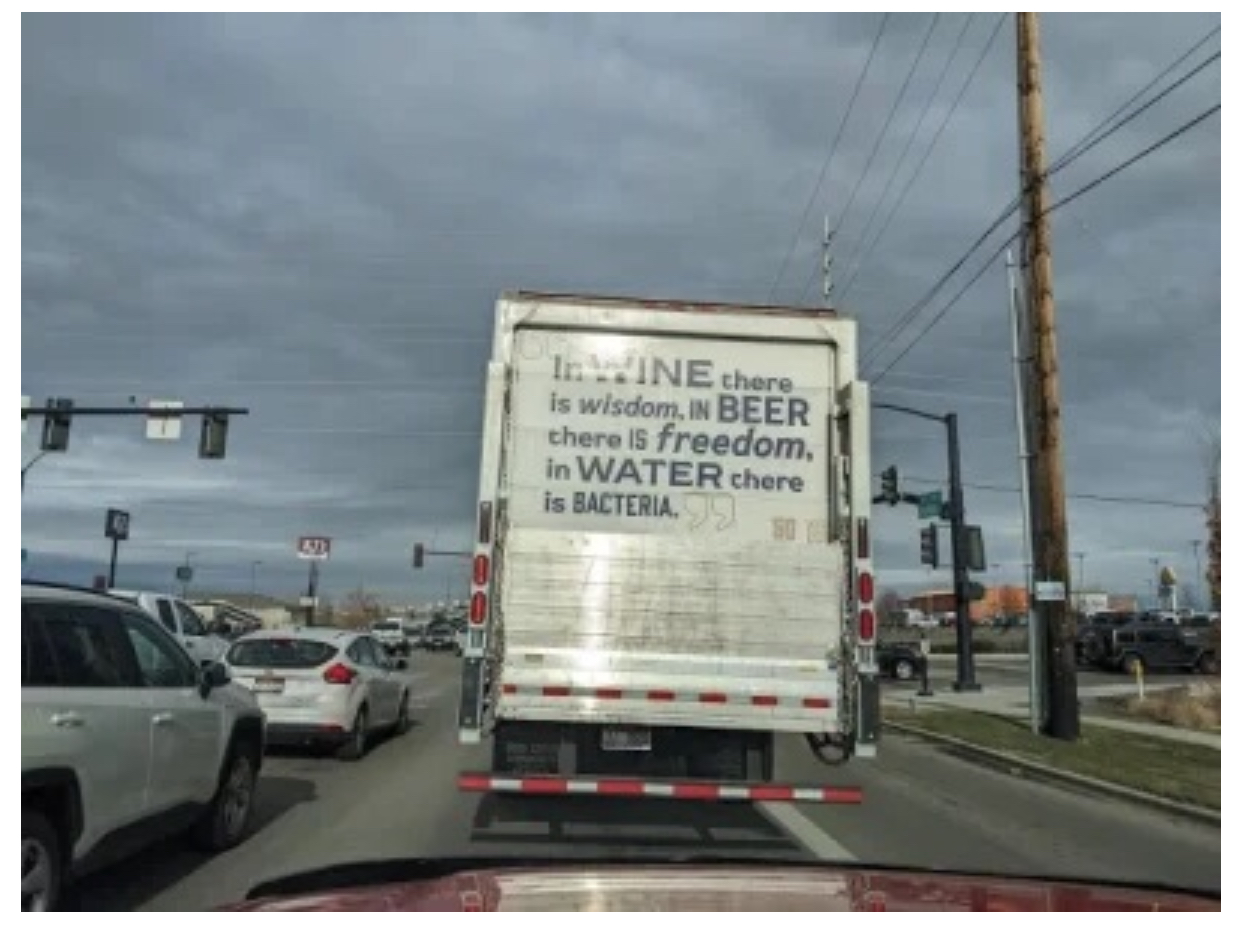 In WINE there
is wisdom, IN BEER
there IS freedom,
in WATER there
is BACTERIA.